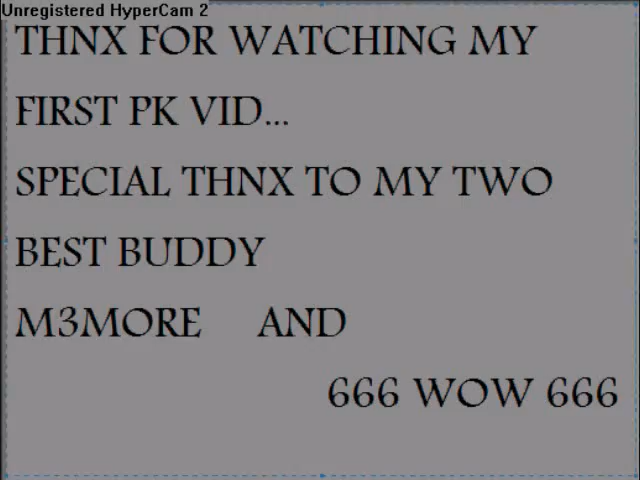 Unregistered HyperCam 2
THNX FOR WATCHING MY
FIRST PK VID...
SPECIAL THNX TO MY TWO
BEST BUDDY
M3MORE AND
666 WOW 666